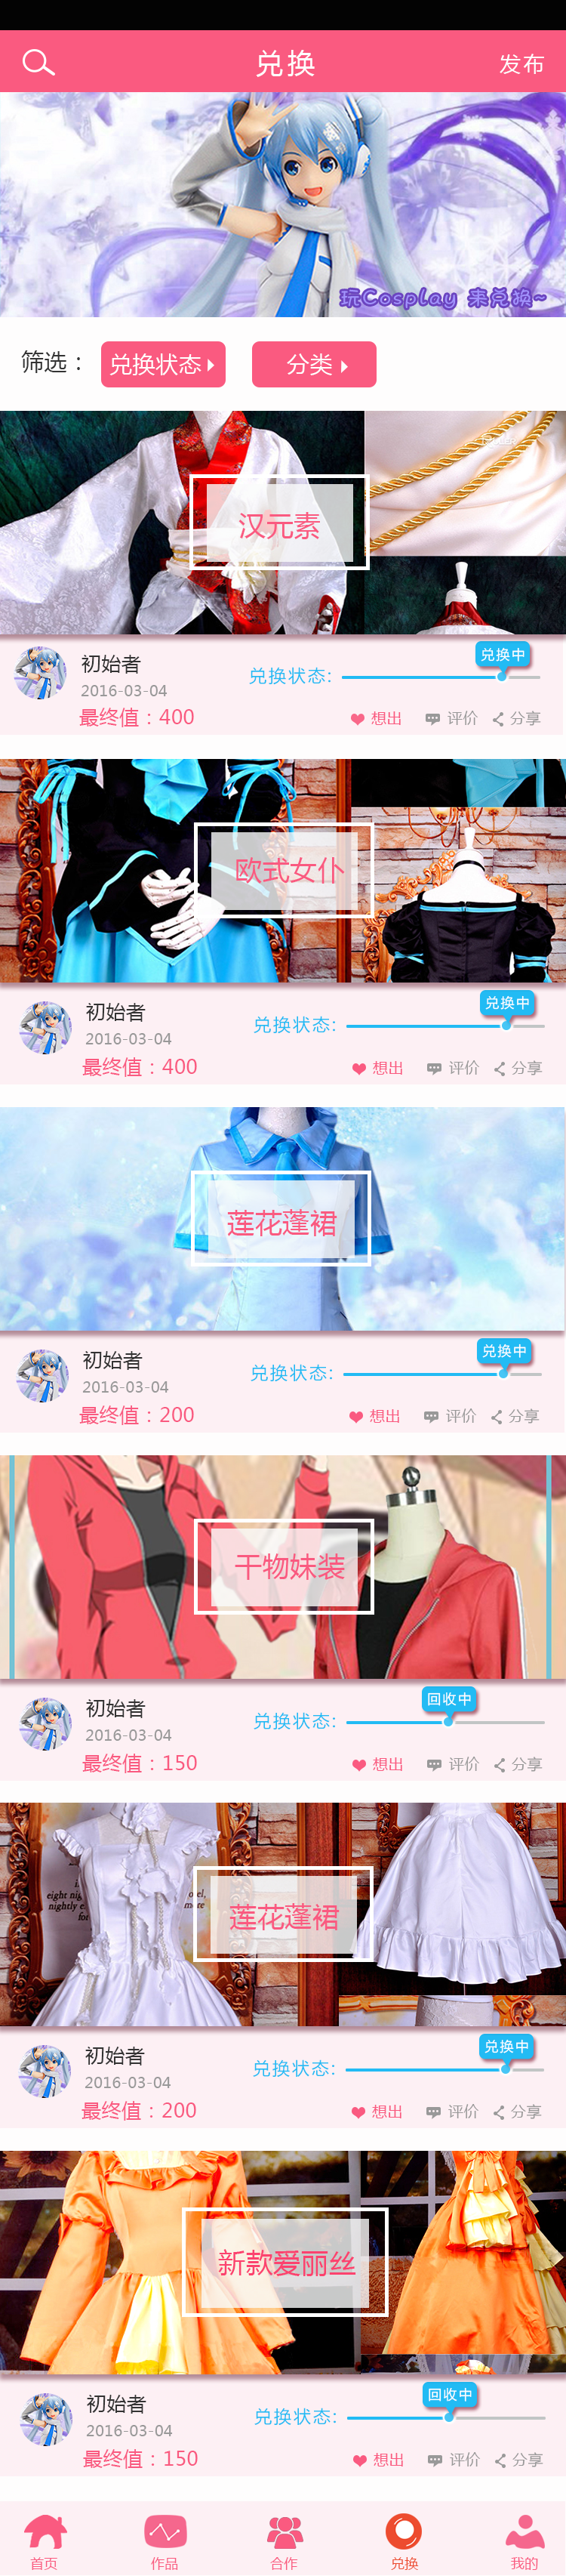 兑换
发布
玩Cosplay 来兑换~
筛选：
兑换状态
分类
汉元素
初始者
2016-03-04
最终值：400
兑换状态:
兑换中
想出
评价
分享
欧式女仆
初始者
2016-03-04
最终值：400
兑换状态:
兑换中
想出
评价
分享
莲花蓬裙
初始者
2016-03-04
最终值：200
兑换状态:
兑换中
想出
评价
分享
干物妹装
初始者
2016-03-04
最终值：150
兑换状态:
回收中
想出
评价
分享
莲花蓬裙
初始者
2016-03-04
最终值：200
兑换状态:
兑换中
想出
评价
分享
新款爱丽丝
初始者
2016-03-04
最终值：150
兑换状态:
回收中
想出
评价
分享
首页
作品
合作
兑换
我的